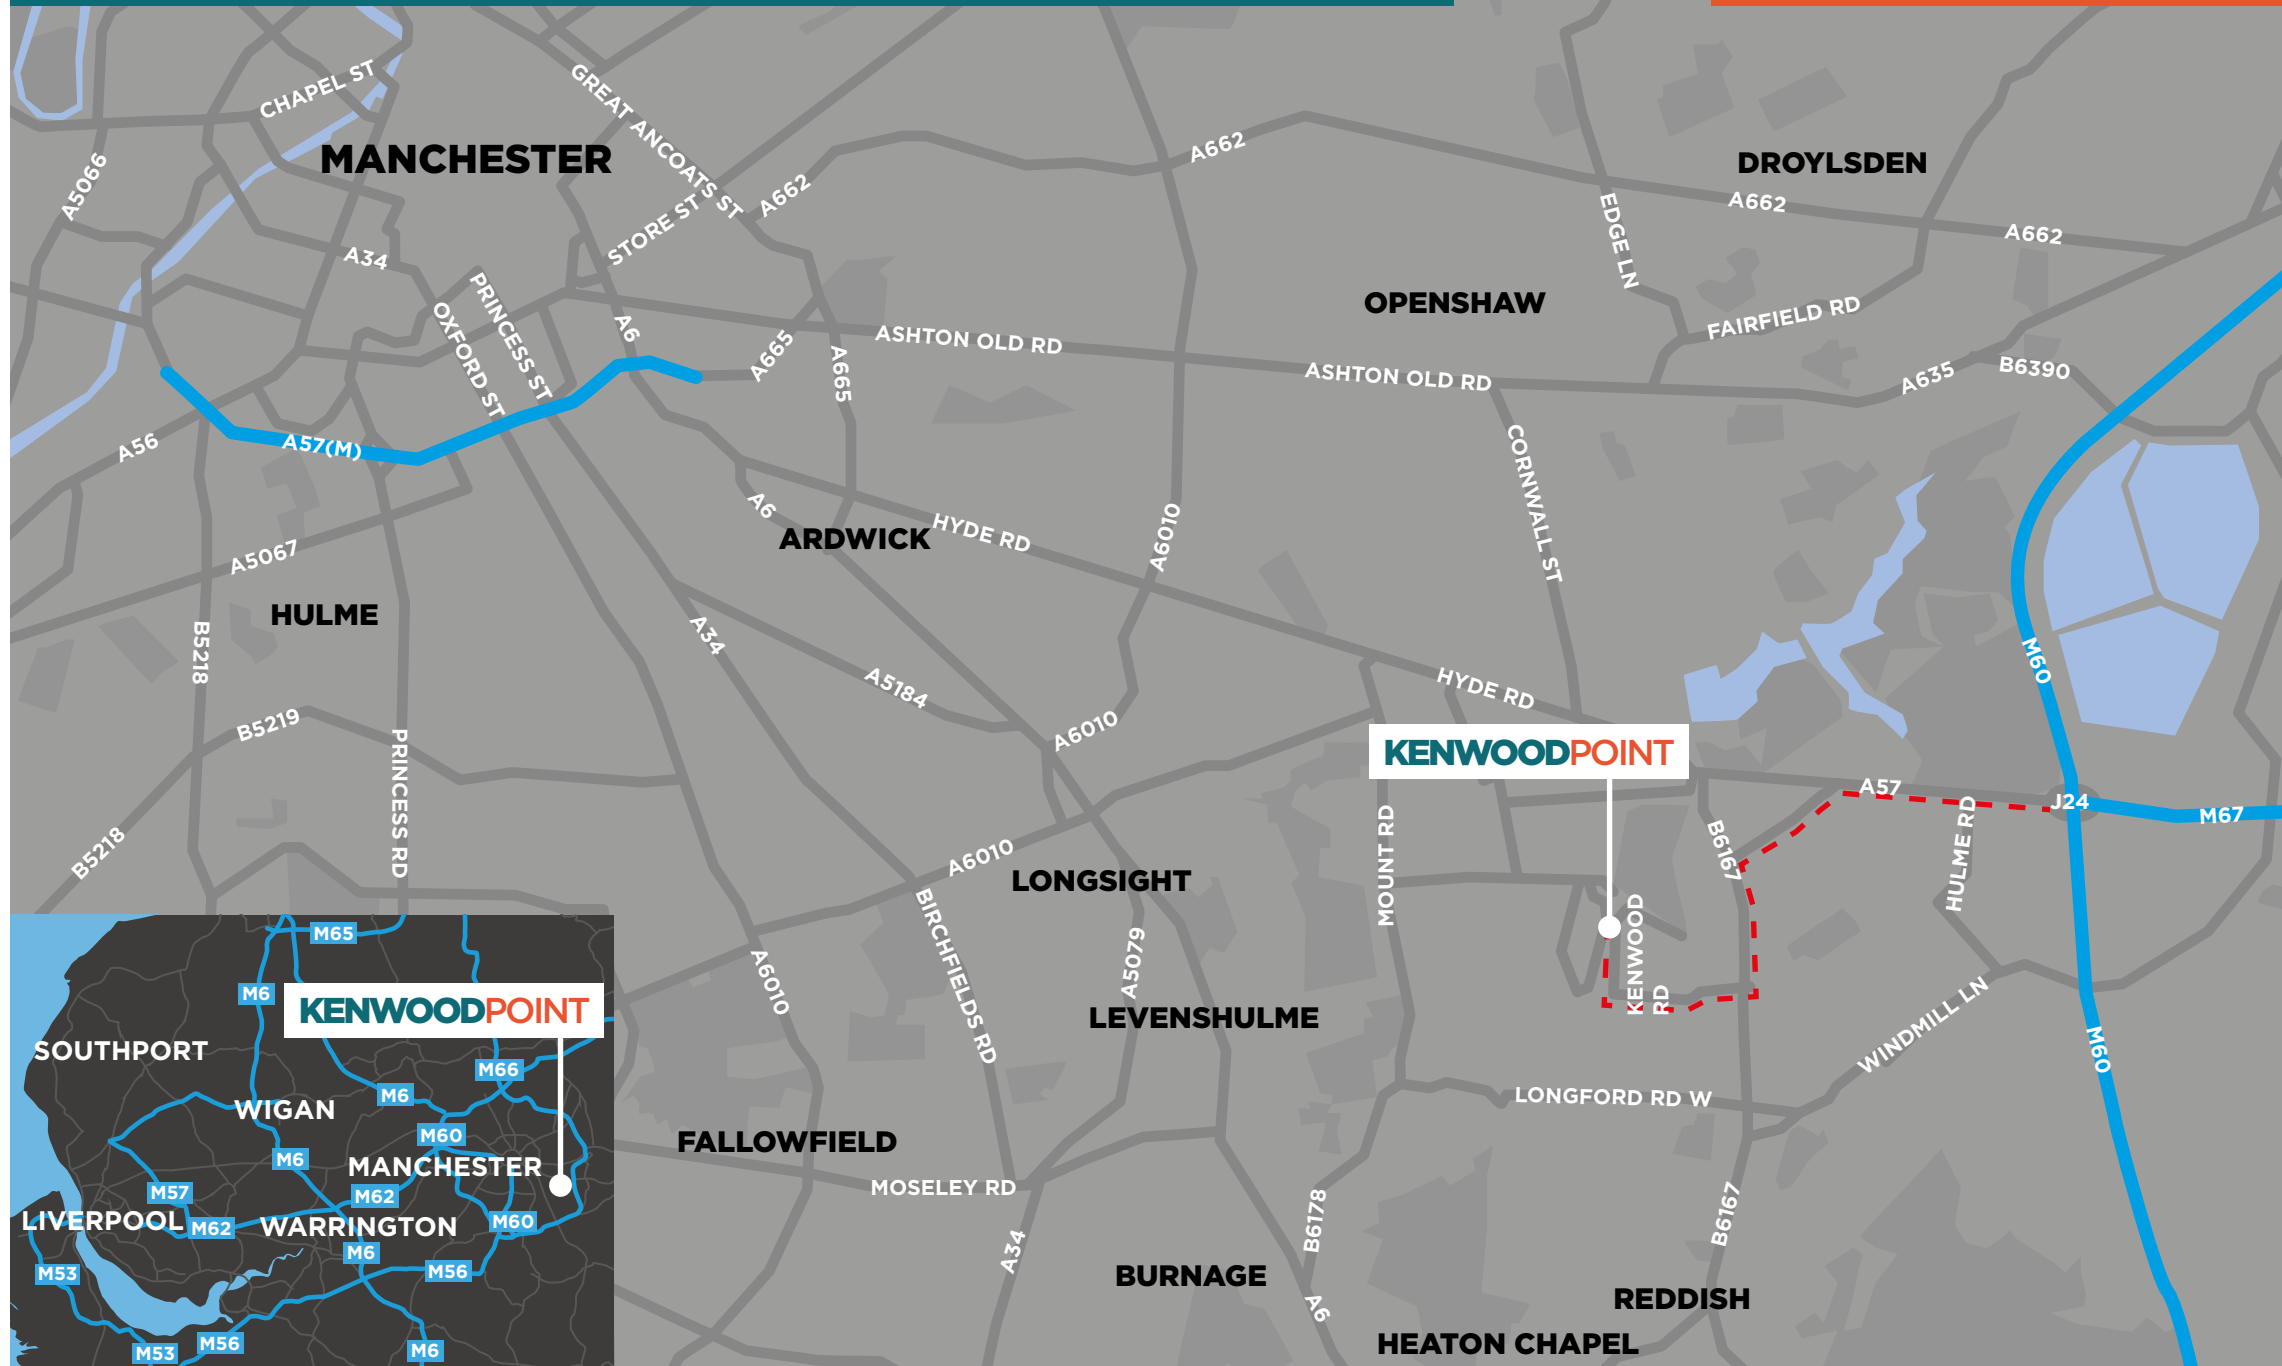 CHAPEL ST
GREAT ANCOATS ST
MANCHESTER
A5066
A662
A662
DROYLSDEN
A662
A662
STORE ST
EDGE LN
A34
PRINCESS ST
OXFORD ST
A6
OPENSHAW
FAIRFIELD RD
ASHTON OLD RD
A665
A665
ASHTON OLD RD
A635
B6390
A56
A57(M)
CORNWALL ST
A6
HYDE RD
ARDWICK
A6010
A5067
HULME
B5218
A34
M60
A5184
HYDE RD
B5219
A6010
PRINCESS RD
KENWOODPOINT
A57
J24
M67
MOUNT RD
B6167
HULME RD
B5218
A6010
LONGSIGHT
BIRCHFIELDS RD
A5079
A6010
KENWOOD
RD
LEVENSHULME
WINDMILL LN
M60
LONGFORD RD W
FALLOWFIELD
MOSELEY RD
B6178
B6167
A34
BURNAGE
A6
REDDISH
HEATON CHAPEL
M65
M6
KENWOODPOINT
SOUTHPORT
M66
WIGAN
M6
M60
M6
MANCHESTER
M57
M62
LIVERPOOL
M62
WARRINGTON
M60
M6
M53
M56
M56
M53
M6